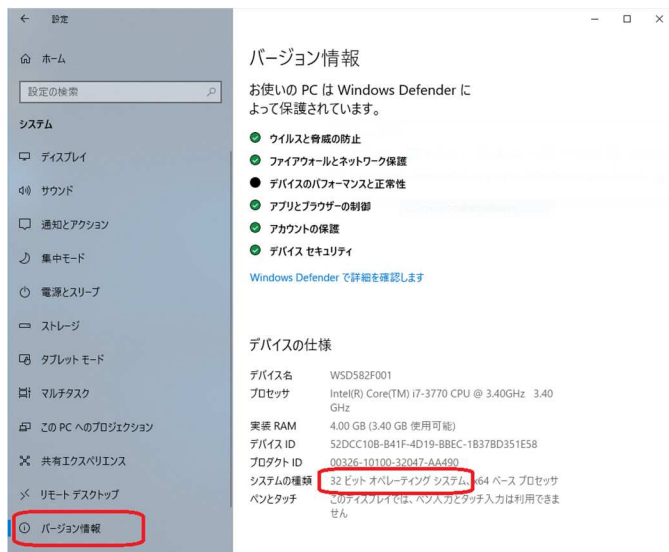 設定
ホーム
設定の検索
システム
ディスプレイ
サウンド
通知とアクション
集中モード
電源とスリープ
ストレージ
タブレット モード
マルチタスク
この PC へのプロジェクション
共有エクスペリエンス
リモート デスクトップ
バージョン情報
バージョン情報
お使いの PC は Windows Defender に
よって保護されています。
ウイルスと脅威の防止
ファイアウォールとネットワーク保護
デバイスのパフォーマンスと正常性
アプリとブラウザーの制御
アカウントの保護
デバイス セキュリティ
Windows Defender で詳細を確認します
デバイスの仕様
デバイス名 WSD582F001
プロセッサ Intel(R) Core(TM) i7-3770 CPU @ 3.40GHz 3.40
GHz
実装 RAM 4.00 GB (3.40 GB 使用可能)
デバイス ID 52DCC10B-B41F-4D19-BBEC-1B37BD351E58
プロダクト ID 00326-10100-32047-AA490
システムの種類 32 ビット オペレーティング システム、x64 ベース プロセッサ
ペンとタッチ このディスプレイでは、ペン入力とタッチ入力は利用できま
せん